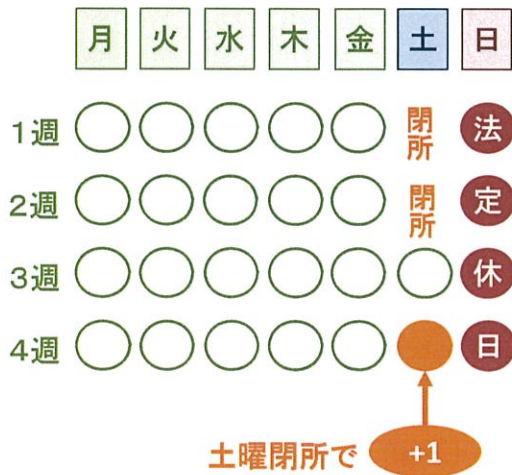 月 火 水 木 金 土 日
1週 閉所 法
2週 閉所 定
3週 休
4週 日
土曜閉所で +1